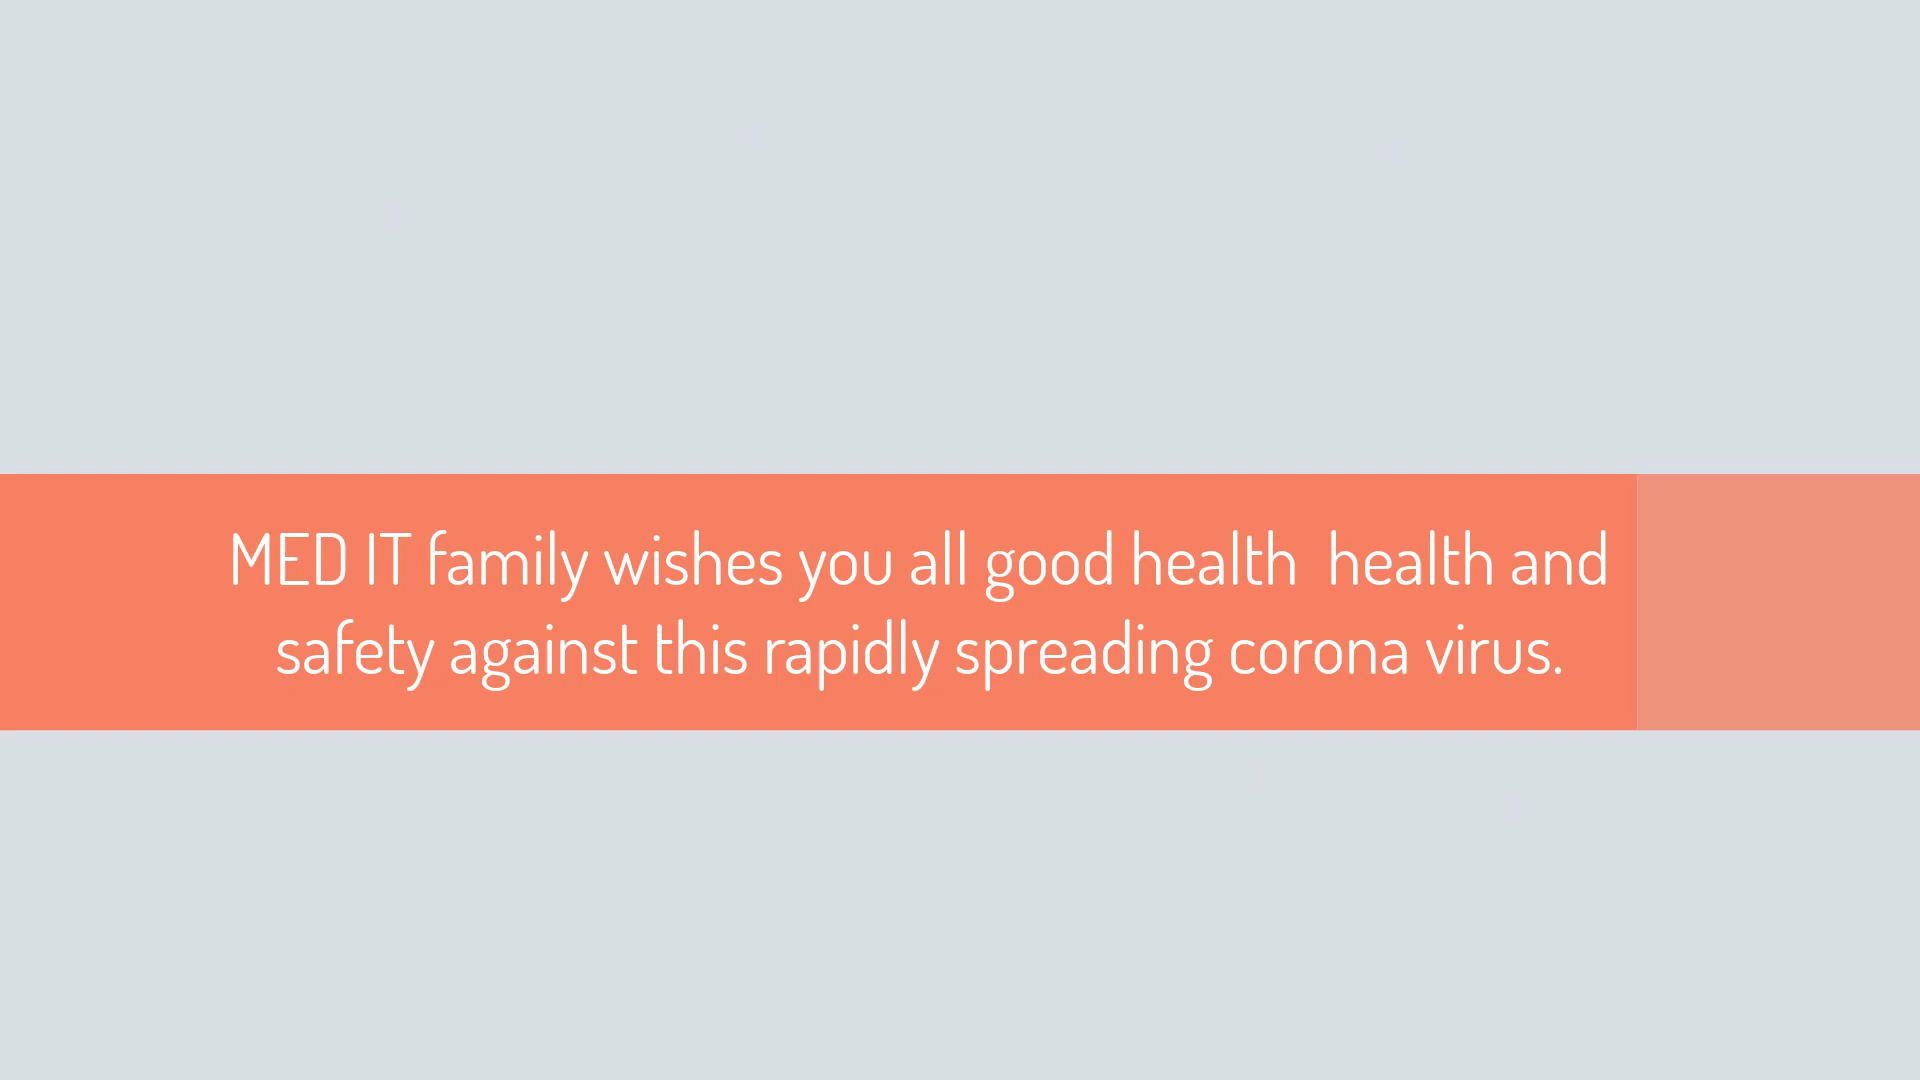 MED IT family wishes you all good health  health and
safety against this rapidly spreading corona virus.